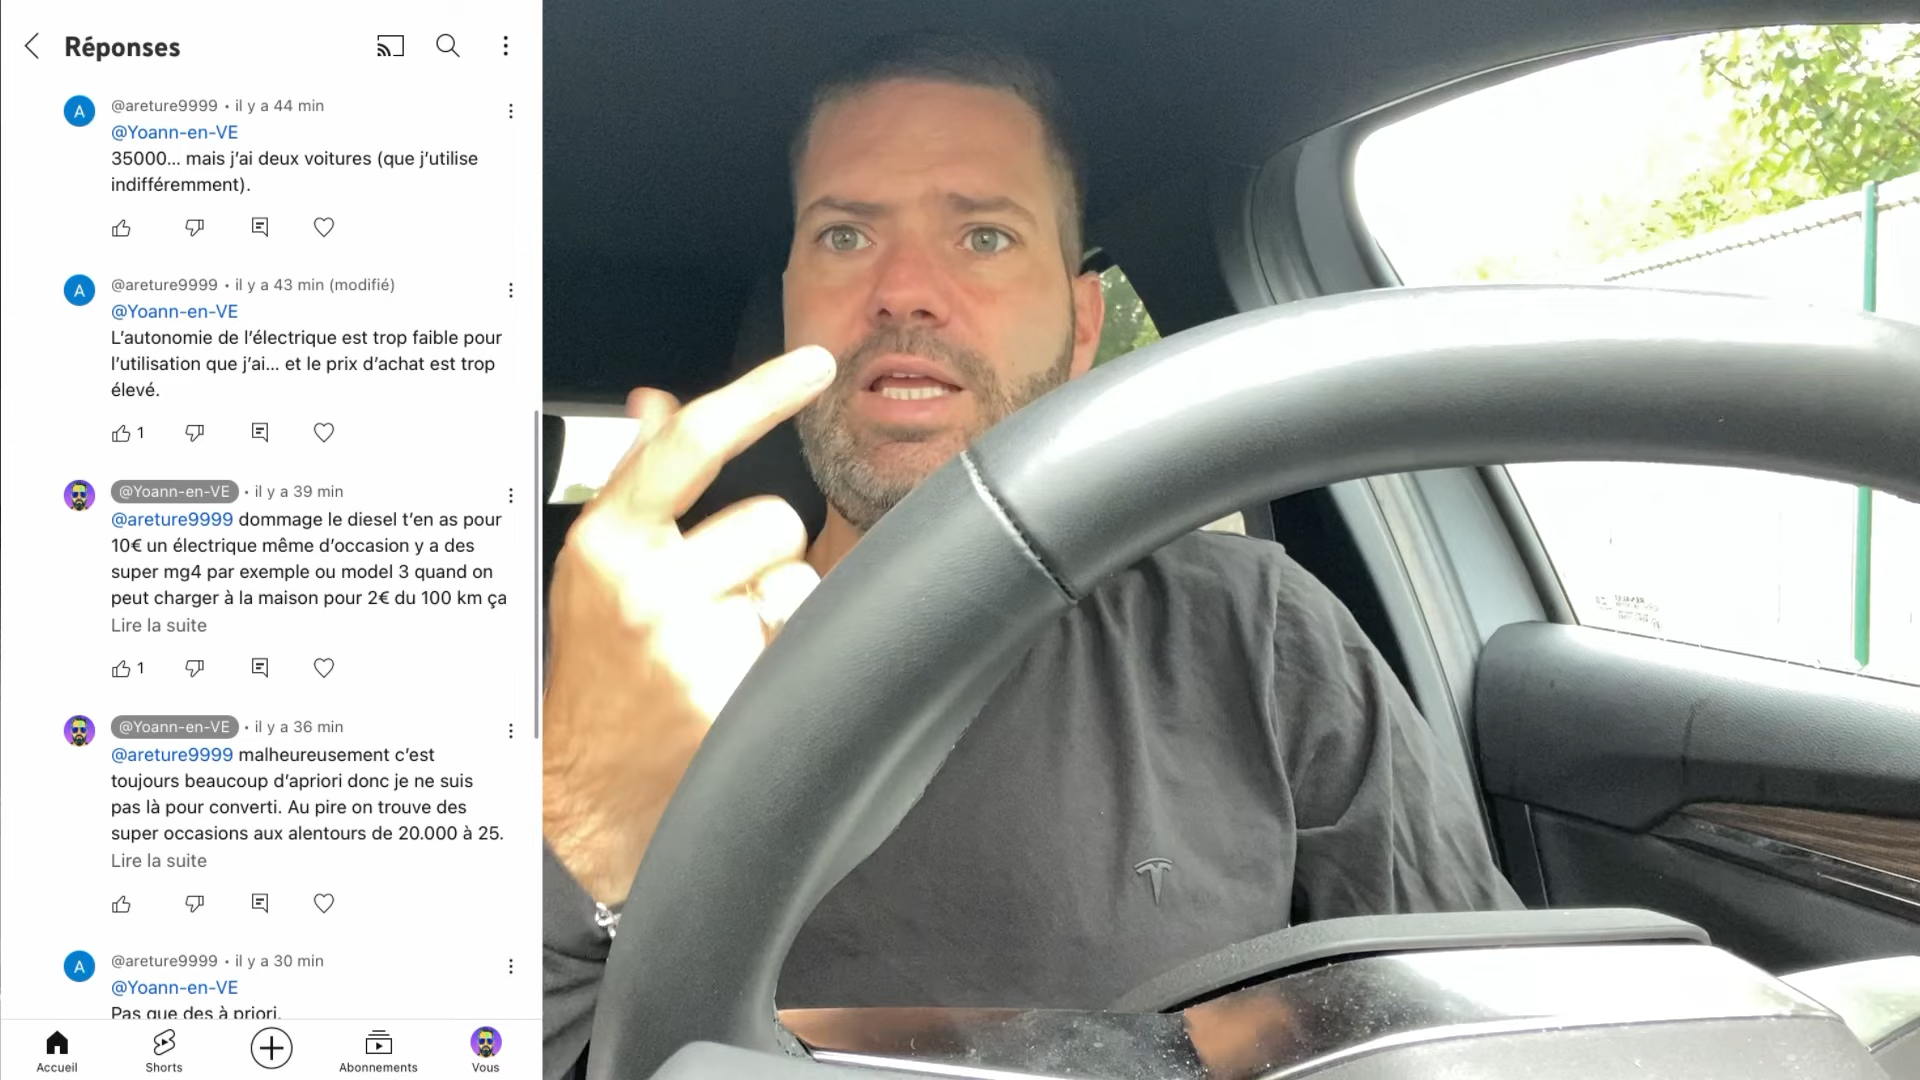 Réponses
A
@areture9999 • il y a 44 min
@Yoann-en-VE
35000... mais j'ai deux voitures (que j'utilise
indifféremment).
A
@areture9999 • il y a 43 min (modifié)
@Yoann-en-VE
L'autonomie de l'électrique est trop faible pour
l'utilisation que j'ai... et le prix d'achat est trop
élevé.
1
@Yoann-en-VE • il y a 39 min
@areture9999 dommage le diesel t'en as pour
10€ un électrique même d'occasion y a des
super mg4 par exemple ou model 3 quand on
peut charger à la maison pour 2€ du 100 km ça
Lire la suite
1
@Yoann-en-VE • il y a 36 min
@areture9999 malheureusement c'est
toujours beaucoup d'apriori donc je ne suis
pas là pour converti. Au pire on trouve des
super occasions aux alentours de 20.000 à 25.
Lire la suite
A
@areture9999 • il y a 30 min
@Yoann-en-VE
Pas que des à priori.
Accueil
Shorts
Abonnements
Vous